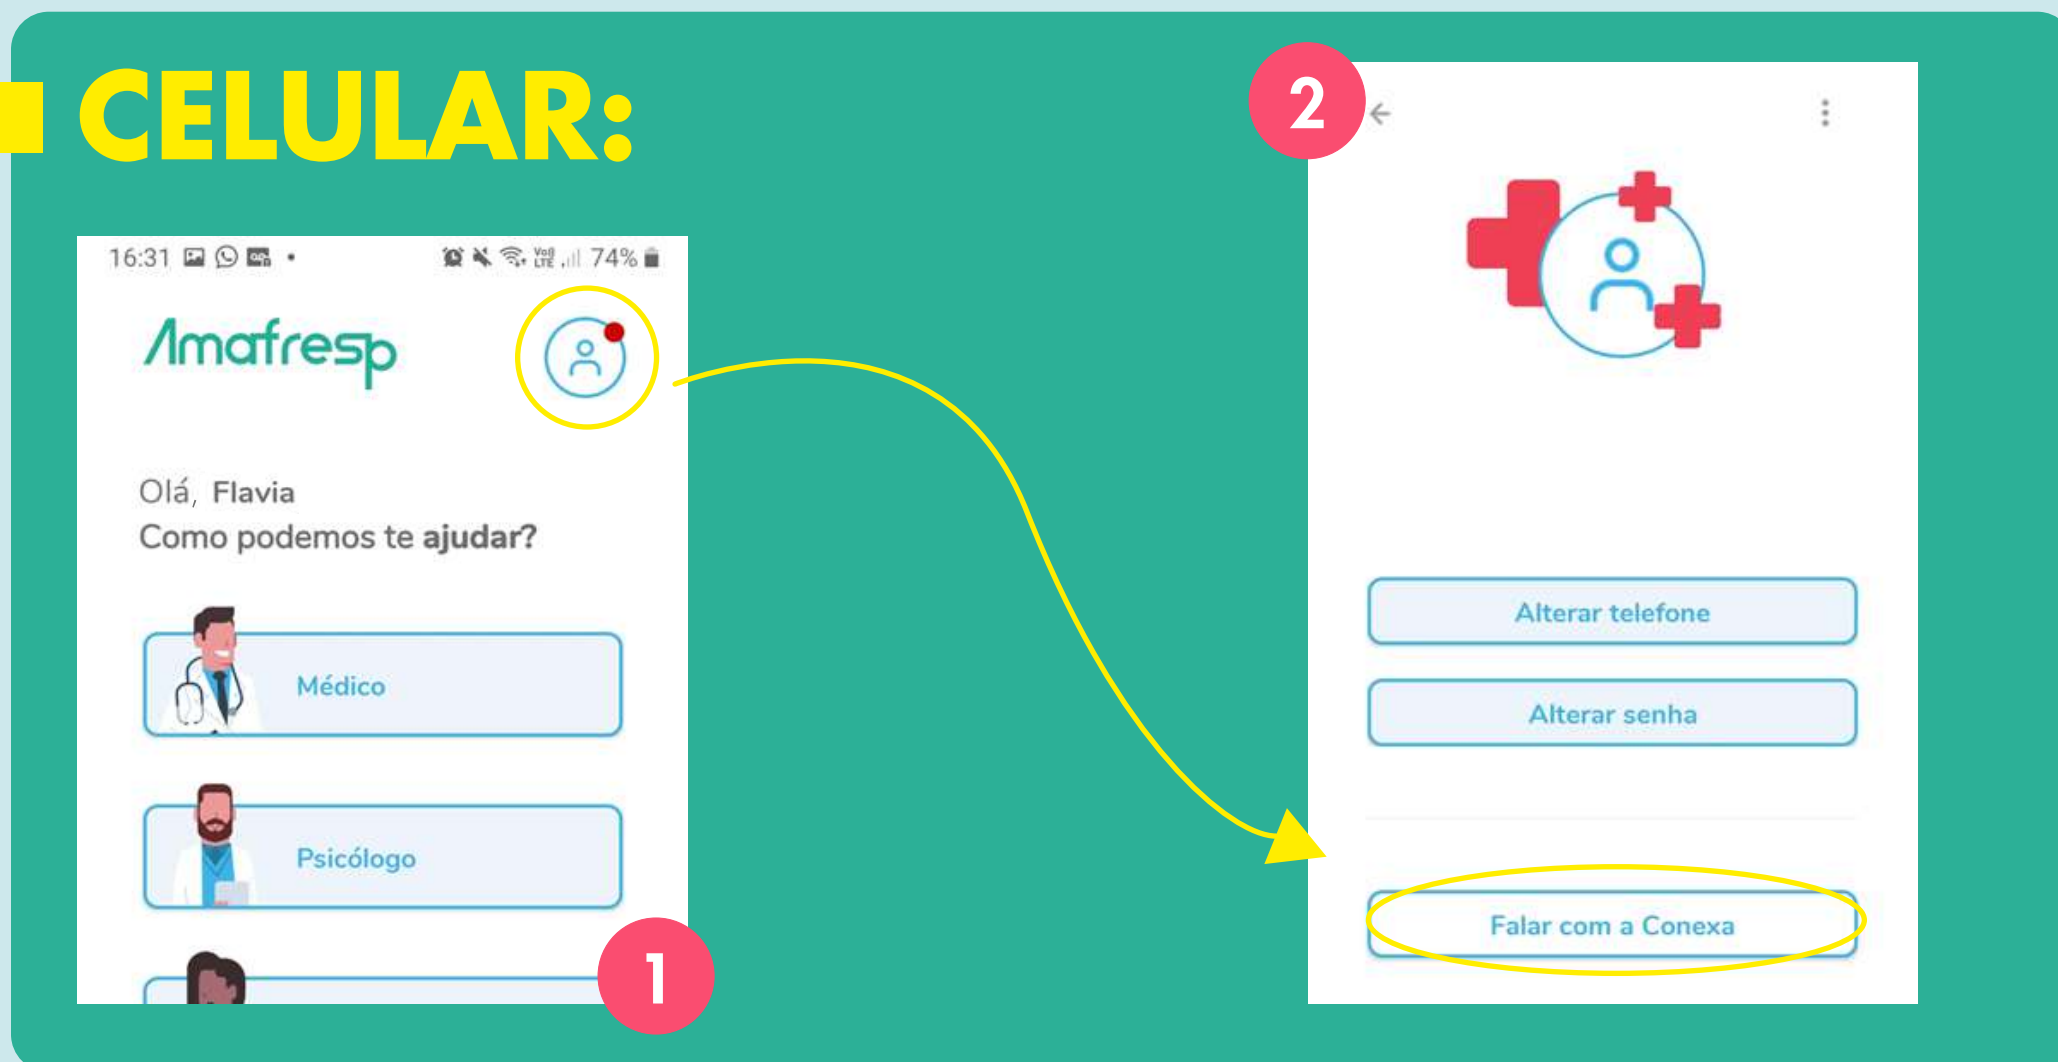 CELULAR:
16:31
74%
Amafresp
Olá, Flavia
Como podemos te ajudar?
Médico
Psicólogo
1
2
Alterar telefone
Alterar senha
Falar com a Conexa